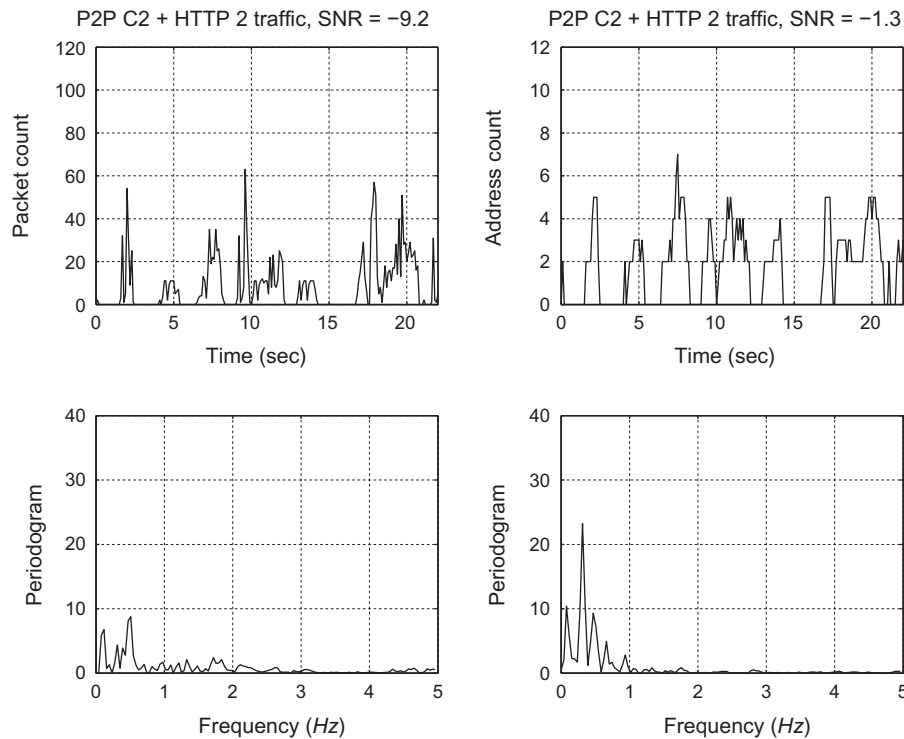 P2P C2 + HTTP 2 traffic, SNR = −9.2
120
100
80
60
40
20
0
Packet count
0 5 10 15 20
Time (sec)
P2P C2 + HTTP 2 traffic, SNR = −1.3
12
10
8
6
4
2
0
Address count
0 5 10 15 20
Time (sec)
40
30
20
10
0
Periodogram
0 1 2 3 4 5
Frequency (Hz)
40
30
20
10
0
Periodogram
0 1 2 3 4 5
Frequency (Hz)